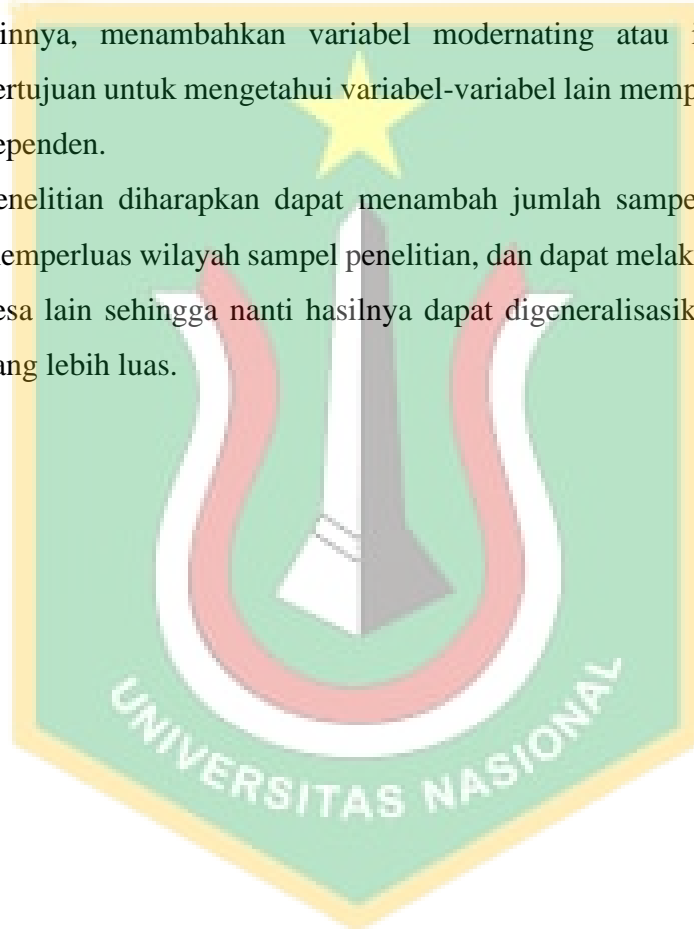 innya, menambahkan variabel modernating atau
ertujuan untuk mengetahui variabel-variabel lain memp
ependen.
enelitian diharapkan dapat menambah jumlah sampe
emperluas wilayah sampel penelitian, dan dapat melak
esa lain sehingga nanti hasilnya dapat digeneralisasik
ang lebih luas.
UNIVERSITAS NASIONAL